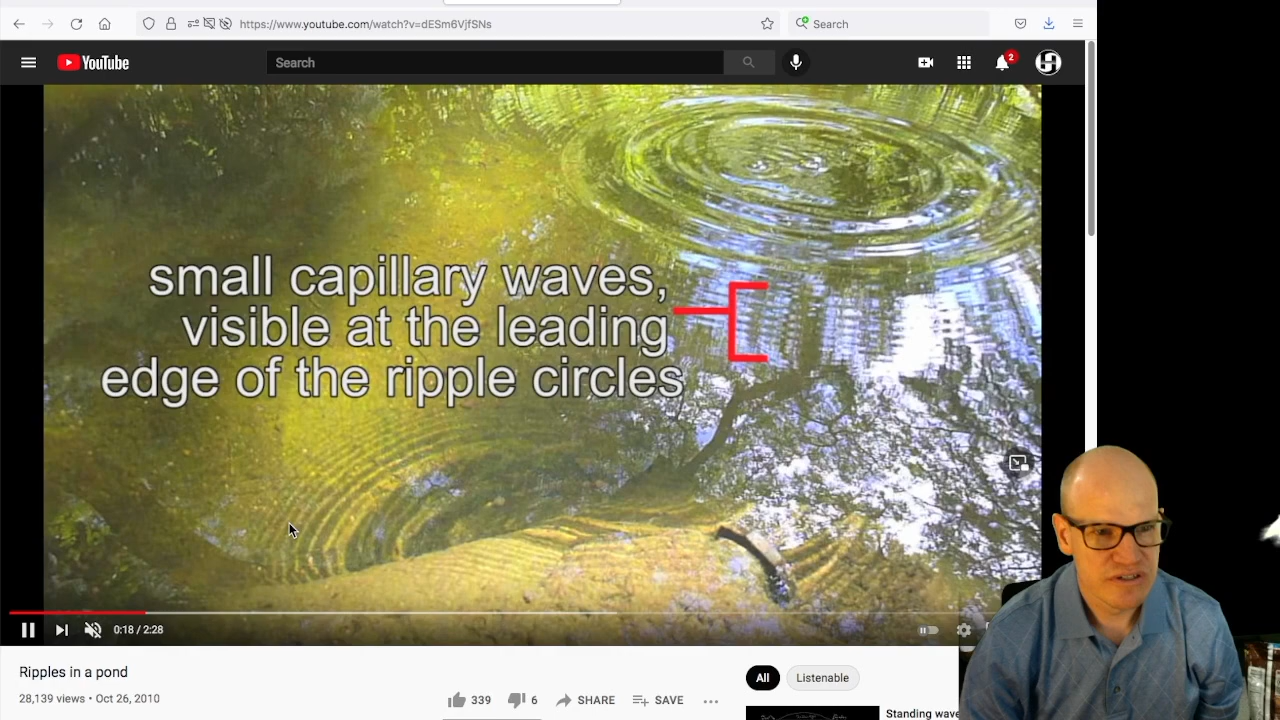 https://www.youtube.com/watch?v=dESm6VjfSNs
Search
YouTube
Search
2
small capillary waves,
visible at the leading
edge of the ripple circles
0:18 / 2:28
Ripples in a pond
28,139 views • Oct 26, 2010
339
6
SHARE
SAVE
All
Listenable
Standing wave